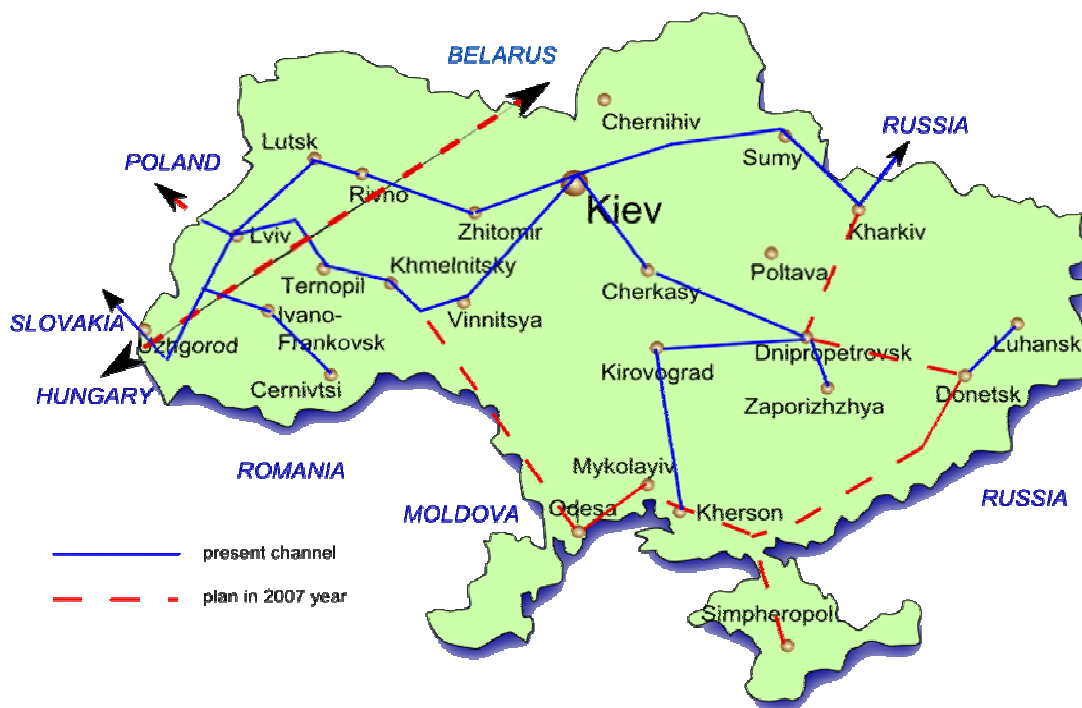 BELARUS
Chernihiv
RUSSIA
Lutsk
Sumy
POLAND
Rivno
Kiev
Zhitomir
Kharkiv
Lviv
Khmelnitsky
Poltava
Ternopil
Cherkasy
SLOVAKIA
Uzhgorod
Ivano-
Frankovsk
Vinnitsya
Luhansk
Dnipropetrovsk
Kirovograd
HUNGARY
Cernivtsi
Zaporizhzhya
Donetsk
ROMANIA
Mykolayiv
RUSSIA
MOLDOVA
Odesa
Kherson
present channel
plan in 2007 year
Simpheropol